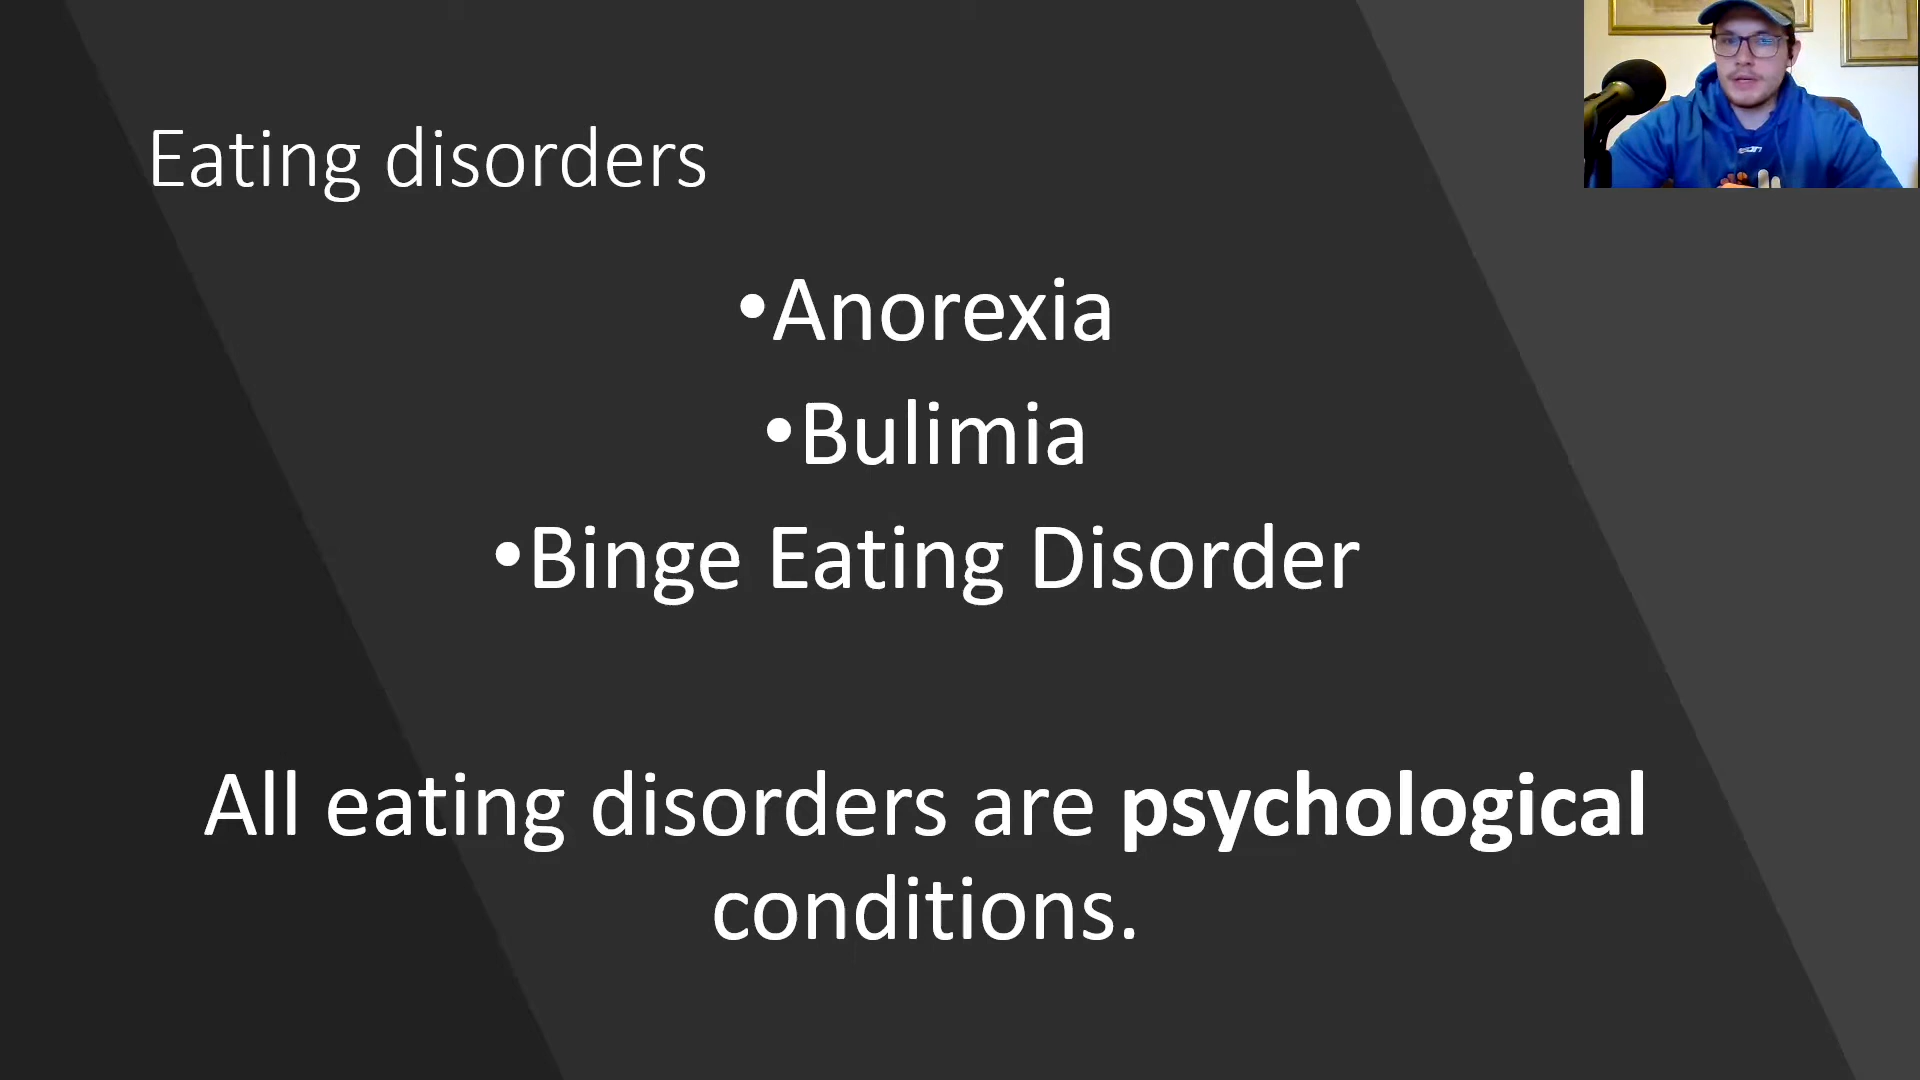 Eating disorders
•Anorexia
•Bulimia
•Binge Eating Disorder
All eating disorders are psychological
conditions.